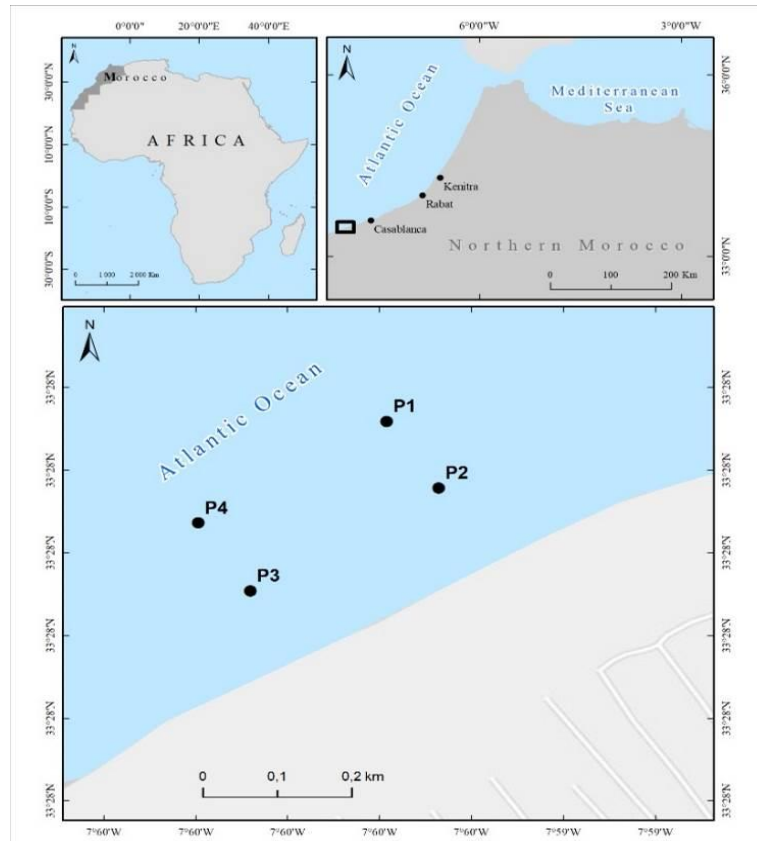 0°0'0" 20°0'0"E 40°0'0"E
6°0'0"W 3°0'0"W
N
Morocco
AFRICA
30°0'0"N
10°0'0"N
10°0'0"S
30°0'0"S
0 1 000 2 000 Km
N
Atlantic Ocean
Mediterranean
Sea
Kenitra
Rabat
Casablanca
Northern Morocco
36°0'0"N
33°0'0"N
0 100 200 Km
N
Atlantic Ocean
P1
P2
P4
P3
33°28'N
33°28'N
33°28'N
33°28'N
33°28'N
33°28'N
33°28'N
33°28'N
33°28'N
33°28'N
33°28'N
33°28'N
0 0,1 0,2 km
7°60'W 7°60'W 7°60'W 7°60'W 7°60'W 7°59'W 7°59'W